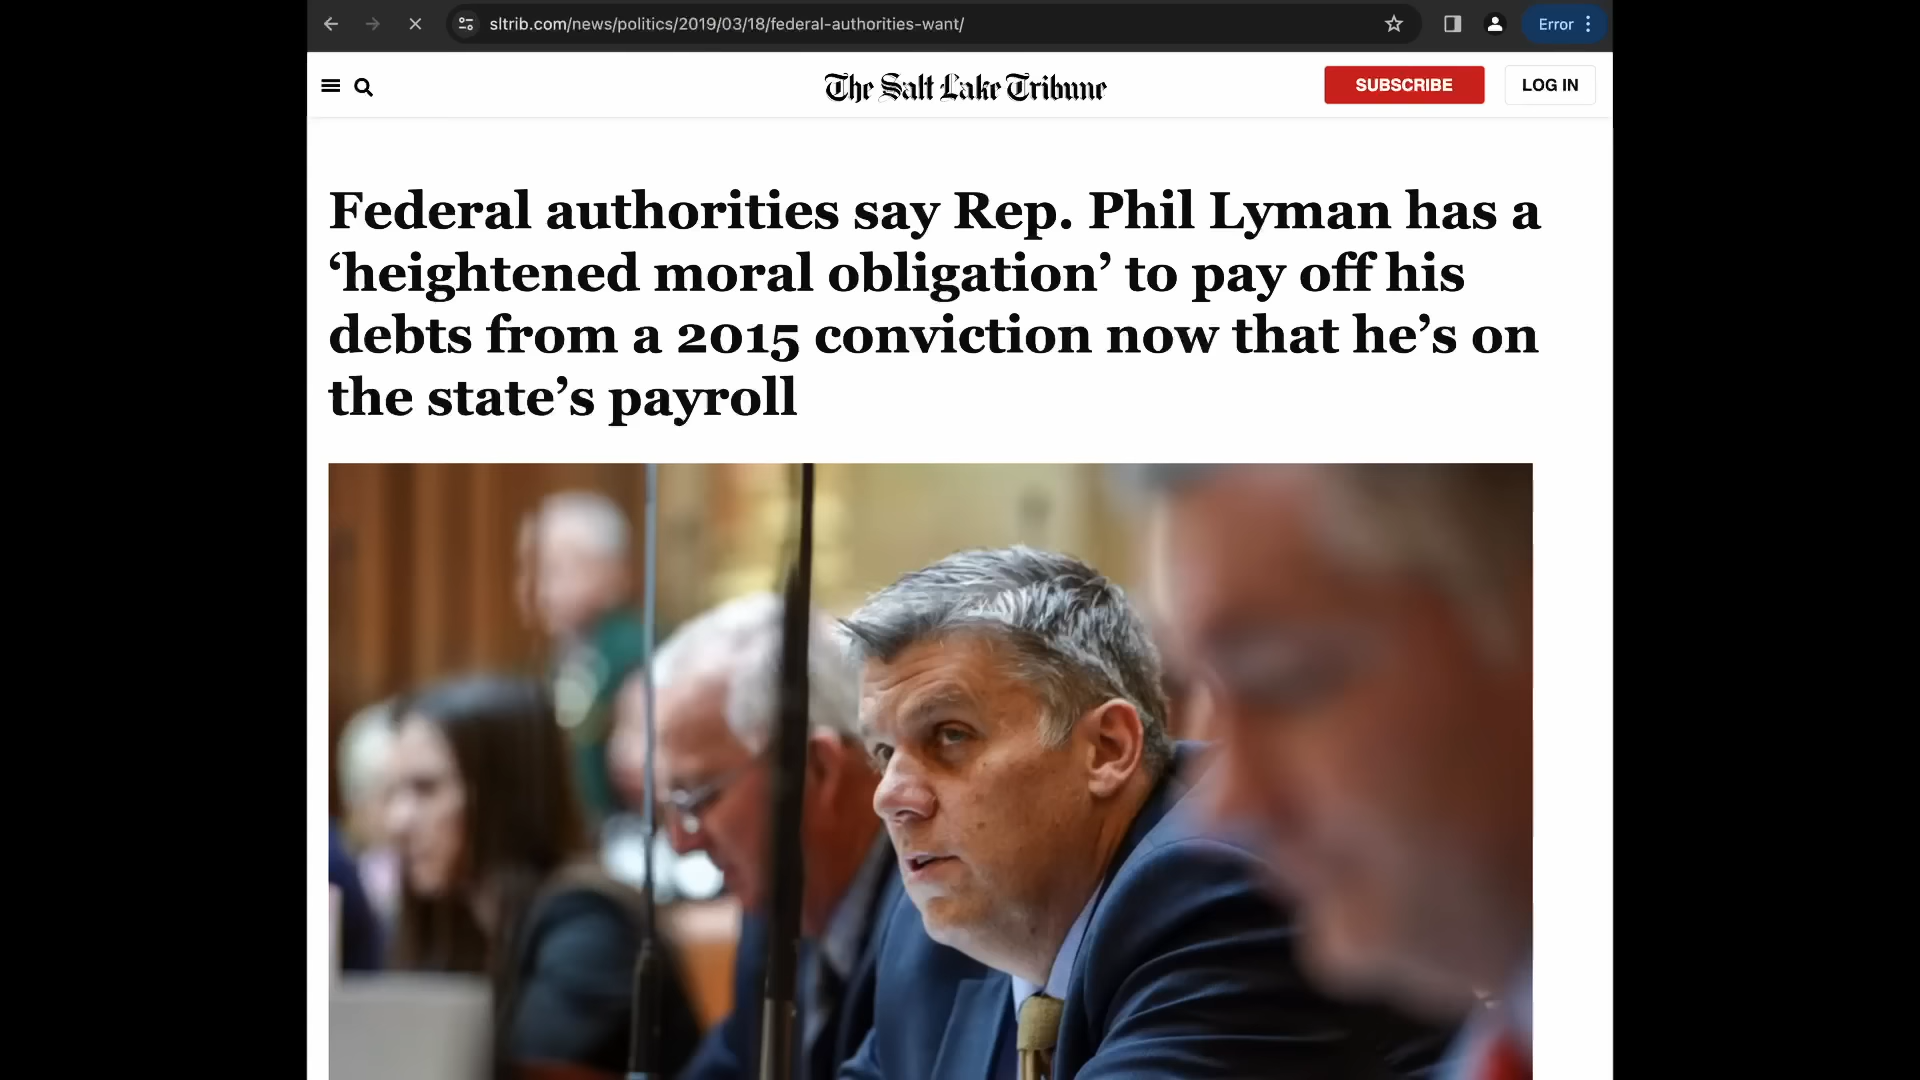 sltrib.com/news/politics/2019/03/18/federal-authorities-want/
Error
The Salt Lake Tribune
SUBSCRIBE
LOG IN
Federal authorities say Rep. Phil Lyman has a
‘heightened moral obligation’ to pay off his
debts from a 2015 conviction now that he’s on
the state’s payroll